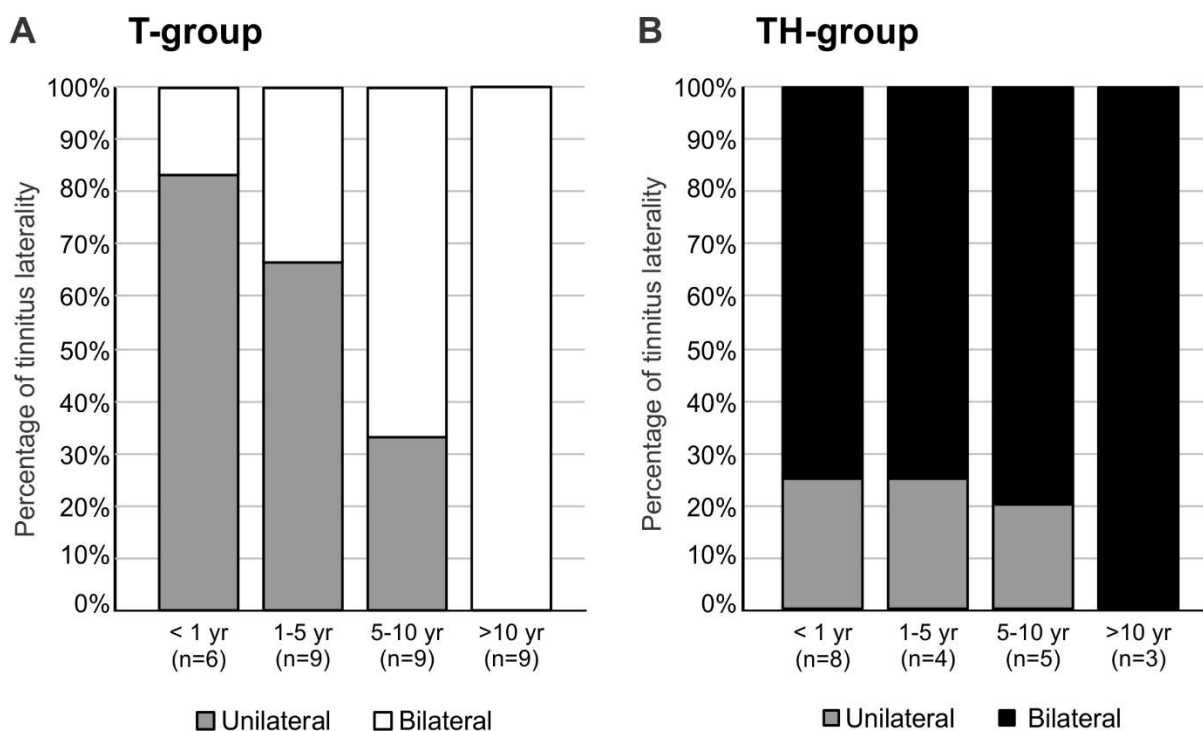 A T-group
Percentage of tinnitus laterality
100%
90%
80%
70%
60%
50%
40%
30%
20%
10%
0%
< 1 yr 1-5 yr 5-10 yr >10 yr
(n=6) (n=9) (n=9) (n=9)
Unilateral Bilateral
B TH-group
Percentage of tinnitus laterality
100%
90%
80%
70%
60%
50%
40%
30%
20%
10%
0%
< 1 yr 1-5 yr 5-10 yr >10 yr
(n=8) (n=4) (n=5) (n=3)
Unilateral Bilateral